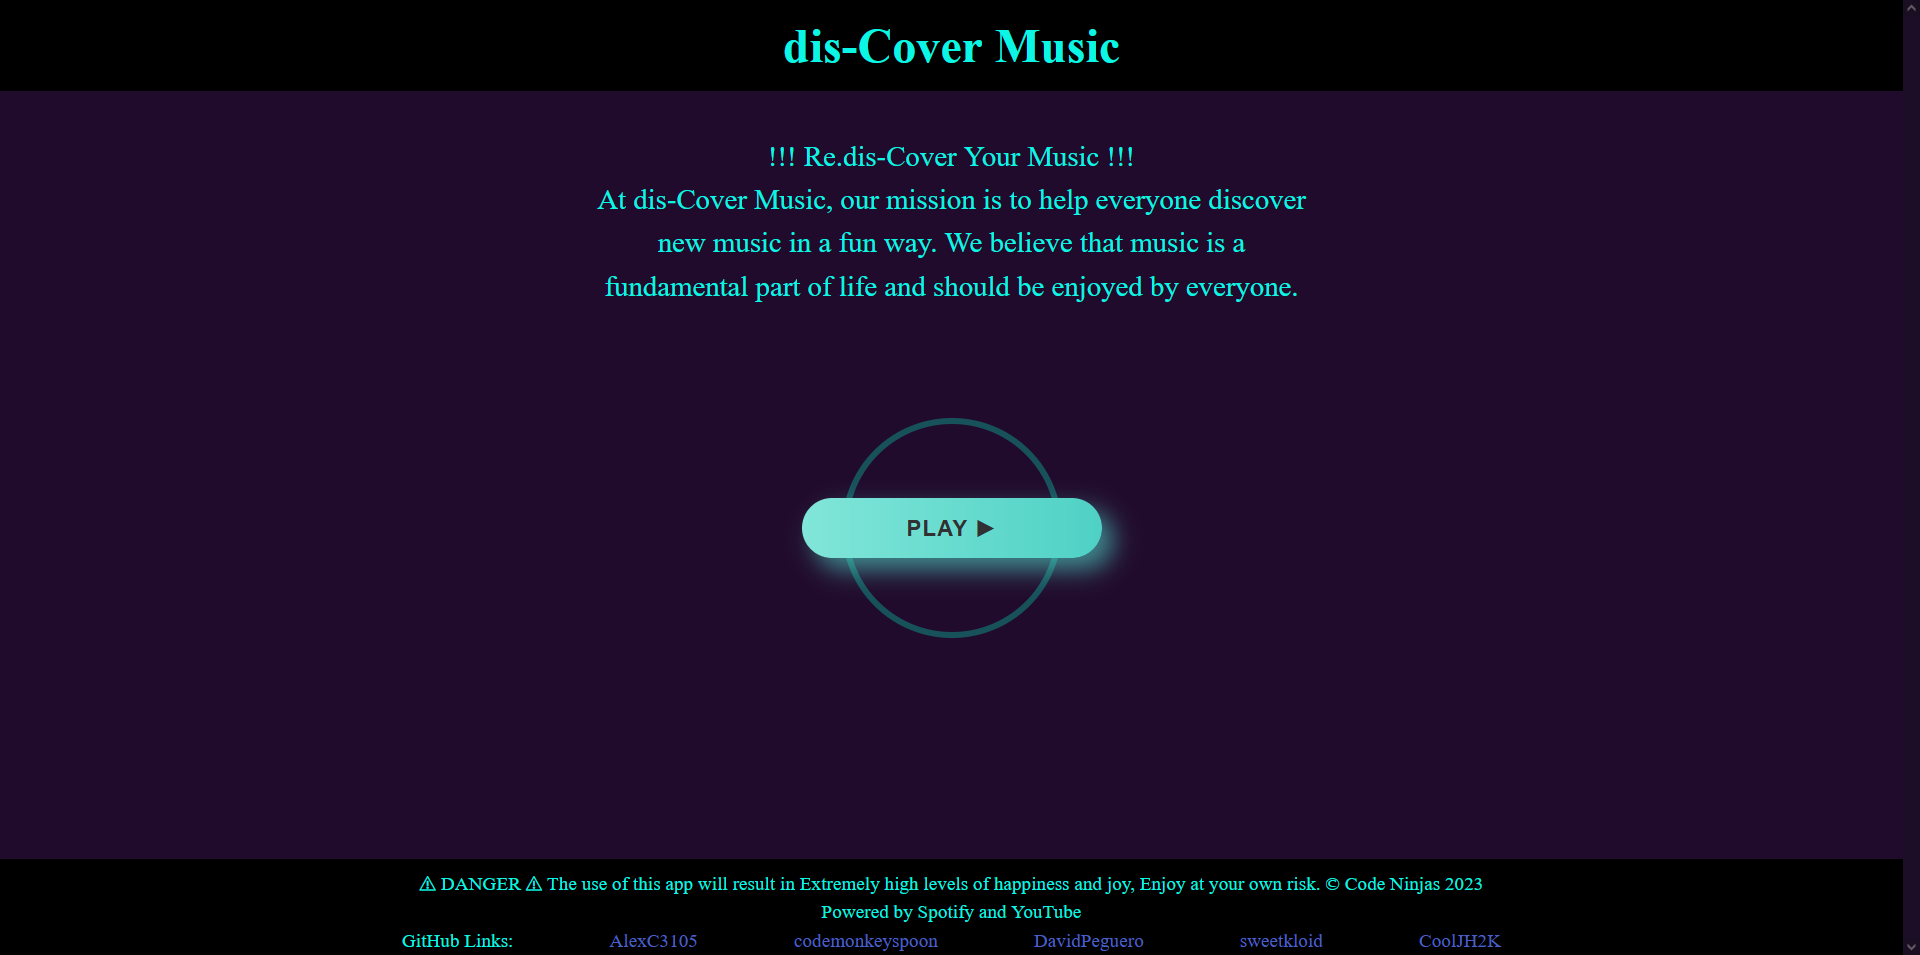 dis-Cover Music
!!! Re.dis-Cover Your Music !!!
At dis-Cover Music, our mission is to help everyone discover
new music in a fun way. We believe that music is a
fundamental part of life and should be enjoyed by everyone.
PLAY ▶
⚠ DANGER ⚠ The use of this app will result in Extremely high levels of happiness and joy, Enjoy at your own risk. © Code Ninjas 2023
Powered by Spotify and YouTube
GitHub Links: AlexC3105 codemonkeyspoon DavidPeguero sweetkloid CoolJH2K